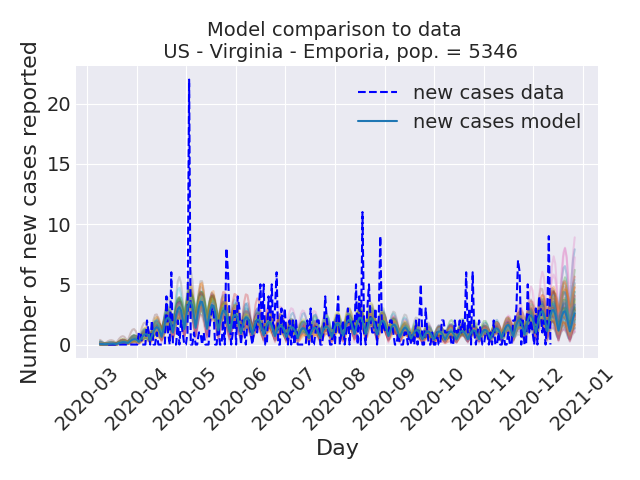 Model comparison to data
US - Virginia - Emporia, pop. = 5346
Number of new cases reported
20
15
10
5
0
new cases data
new cases model
2020-03
2020-04
2020-05
2020-06
2020-07
2020-08
2020-09
2020-10
2020-11
2020-12
2021-01
Day